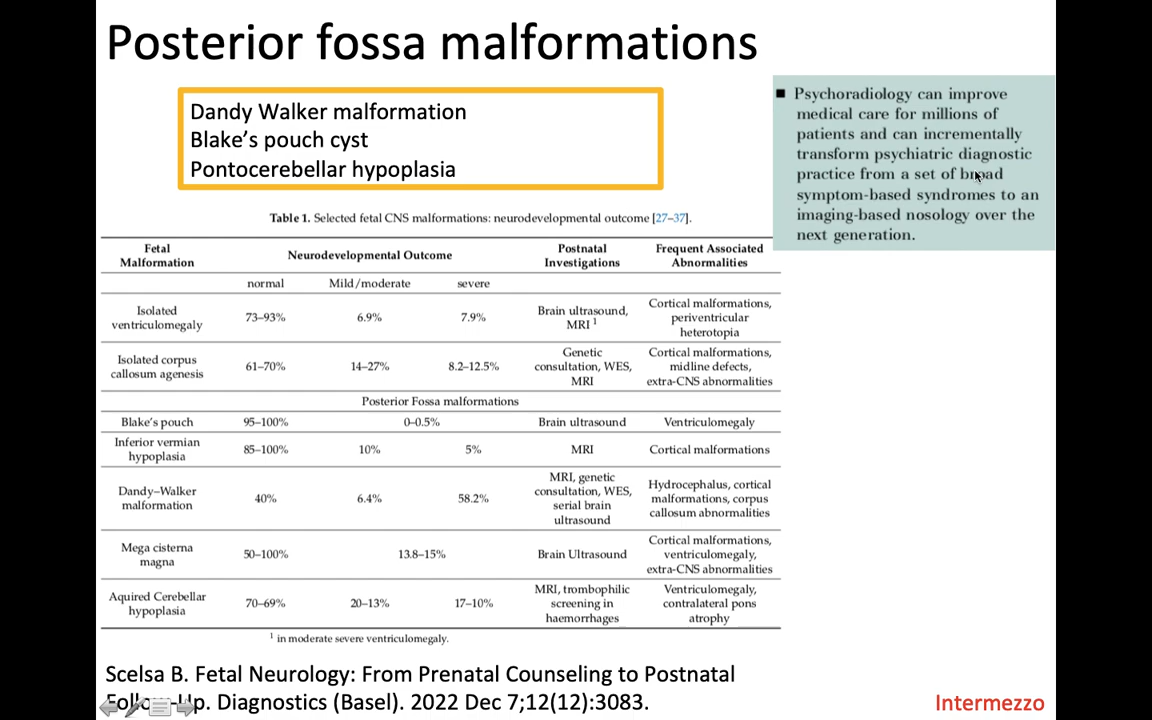 Posterior fossa malformations
Dandy Walker malformation
Blake’s pouch cyst
Pontocerebellar hypoplasia
■ Psychoradiology can improve
medical care for millions of
patients and can incrementally
transform psychiatric diagnostic
practice from a set of broad
symptom-based syndromes to an
imaging-based nosology over the
next generation.
Table 1. Selected fetal CNS malformations: neurodevelopmental outcome [27–37].
Fetal
Malformation
Neurodevelopmental Outcome
Postnatal
Investigations
Frequent Associated
Abnormalities
normal Mild/moderate severe
Isolated
ventriculomegaly
73–93% 6.9% 7.9%
Brain ultrasound,
MRI 1
Cortical malformations,
periventricular
heterotopia
Isolated corpus
callosum agenesis
61–70% 14–27% 8.2–12.5%
Genetic
consultation, WES,
MRI
Cortical malformations,
midline defects,
extra-CNS abnormalities
Posterior Fossa malformations
Blake’s pouch 95–100% 0–0.5% Brain ultrasound Ventriculomegaly
Inferior vermian
hypoplasia
85–100% 10% 5% MRI Cortical malformations
Dandy–Walker
malformation
40% 6.4% 58.2%
MRI, genetic
consultation, WES,
serial brain
ultrasound
Hydrocephalus, cortical
malformations, corpus
callosum abnormalities
Mega cisterna
magna
50–100% 13.8–15% Brain Ultrasound
Cortical malformations,
ventriculomegaly,
extra-CNS abnormalities
Aquired Cerebellar
hypoplasia
70–69% 20–13% 17–10%
MRI, trombophilic
screening in
haemorrhages
Ventriculomegaly,
contralateral pons
atrophy
1 in moderate severe ventriculomegaly.
Scelsa B. Fetal Neurology: From Prenatal Counseling to Postnatal
Follow-Up. Diagnostics (Basel). 2022 Dec 7;12(12):3083.
Intermezzo